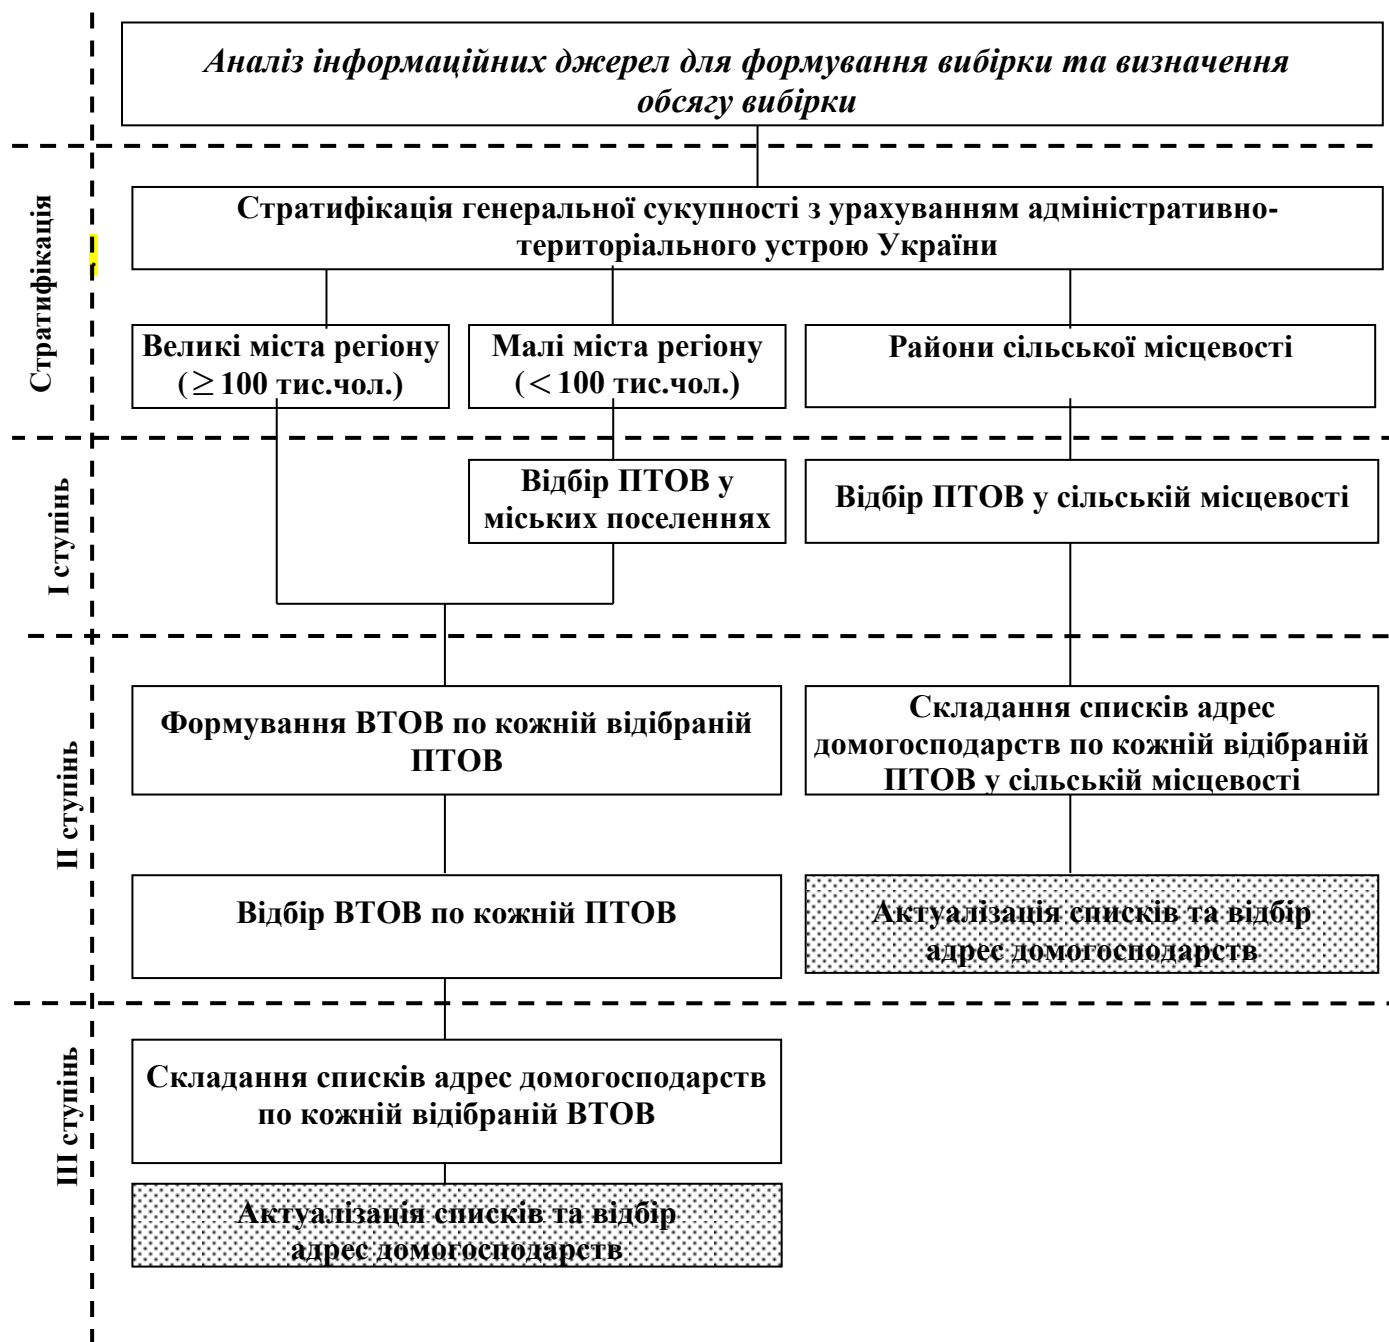 Аналіз інформаційних джерел для формування вибірки та визначення
обсягу вибірки
Стратифікація
Стратифікація генеральної сукупності з урахуванням адміністративно-
територіального устрою України
Великі міста регіону
(≥100 тис.чол.)
Малі міста регіону
(<100 тис.чол.)
Райони сільської місцевості
І ступінь
Відбір ПТОВ у
міських поселеннях
Відбір ПТОВ у сільській місцевості
ІІ ступінь
Формування ВТОВ по кожній відібраній
ПТОВ
Складання списків адрес
домогосподарств по кожній відібраній
ПТОВ у сільській місцевості
Відбір ВТОВ по кожній ПТОВ
Актуалізація списків та відбір
адрес домогосподарств
ІІІ ступінь
Складання списків адрес домогосподарств
по кожній відібраній ВТОВ
Актуалізація списків та відбір
адрес домогосподарств